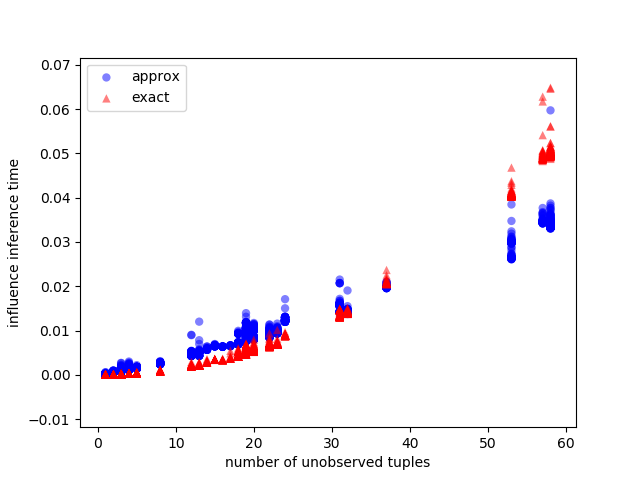 approx
exact
0.07
0.06
0.05
0.04
0.03
0.02
0.01
0.00
−0.01
influence inference time
0 10 20 30 40 50 60
number of unobserved tuples